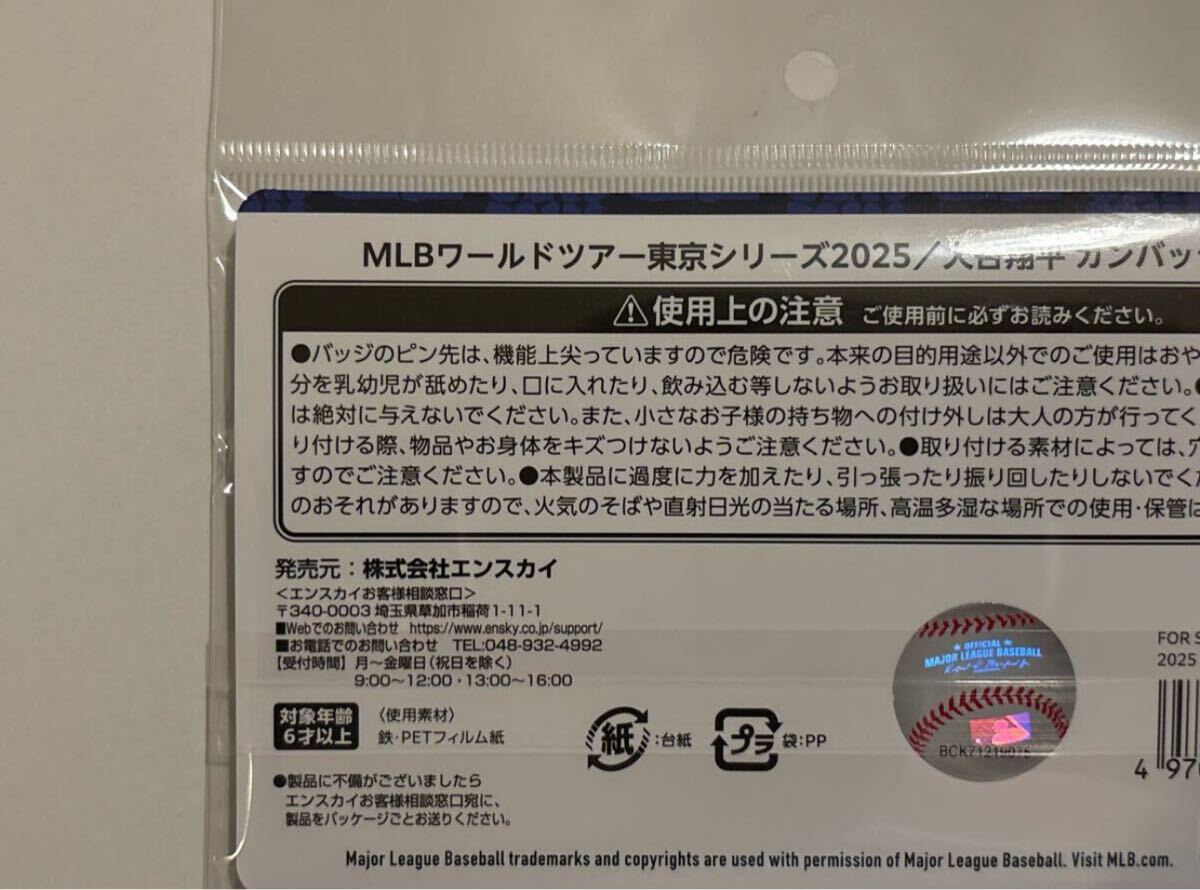 MLBワールドツアー東京シリーズ2025／大谷翔平 カンバッ
⚠使用上の注意 ご使用前に必ずお読みください。
●バッジのピン先は、機能上尖っていますので危険です。本来の目的用途以外でのご使用はおや
分を乳幼児が舐めたり、口に入れたり、飲み込む等しないようお取り扱いにはご注意ください。●
は絶対に与えないでください。また、小さなお子様の持ち物への付け外しは大人の方が行ってく
り付ける際、物品やお身体をキズつけないようご注意ください。●取り付ける素材によっては、穴
すのでご注意ください。●本製品に過度に力を加えたり、引っ張ったり振り回したりしないでくだ
のおそれがありますので、火気のそばや直射日光の当たる場所、高温多湿な場所での使用・保管は
発売元：株式会社エンスカイ
＜エンスカイお客様相談窓口＞
〒340-0003 埼玉県草加市稲荷1-11-1
■Webでのお問い合わせ https://www.ensky.co.jp/support/
■お電話でのお問い合わせ TEL:048-932-4992
【受付時間】 月〜金曜日（祝日を除く）
9:00〜12:00・13:00〜16:00
対象年齢
6才以上
〈使用素材〉
鉄・PETフィルム紙
紙：台紙
プラ 袋：PP
★ OFFICIAL ★
MAJOR LEAGUE BASEBALL
FOR S
2025
4 970
●製品に不備がございましたら
エンスカイお客様相談窓口宛に、
製品をパッケージごとお送りください。
Major League Baseball trademarks and copyrights are used with permission of Major League Baseball. Visit MLB.com.